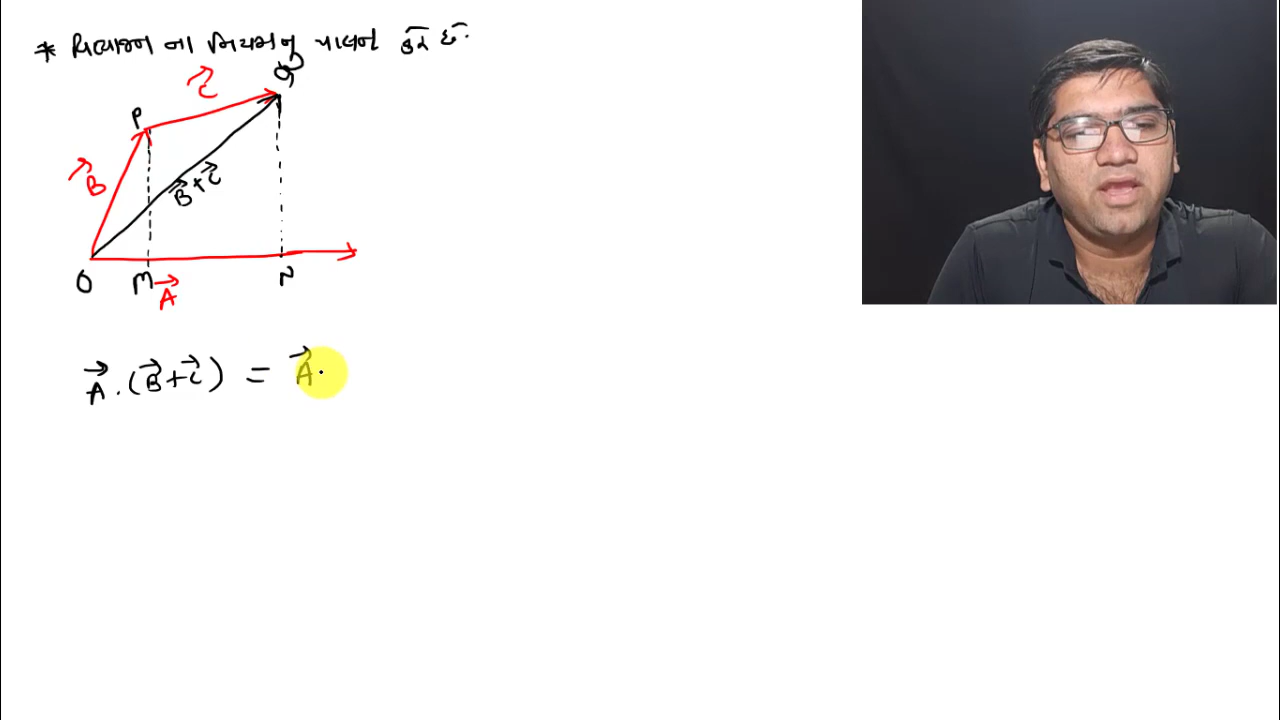 * વિભાજન ના નિયમનું પાલન કરે છે.
Q
C⃗
P
B⃗
B⃗+C⃗
O M N
A⃗
A⃗ . (B⃗+C⃗) = A⃗ .